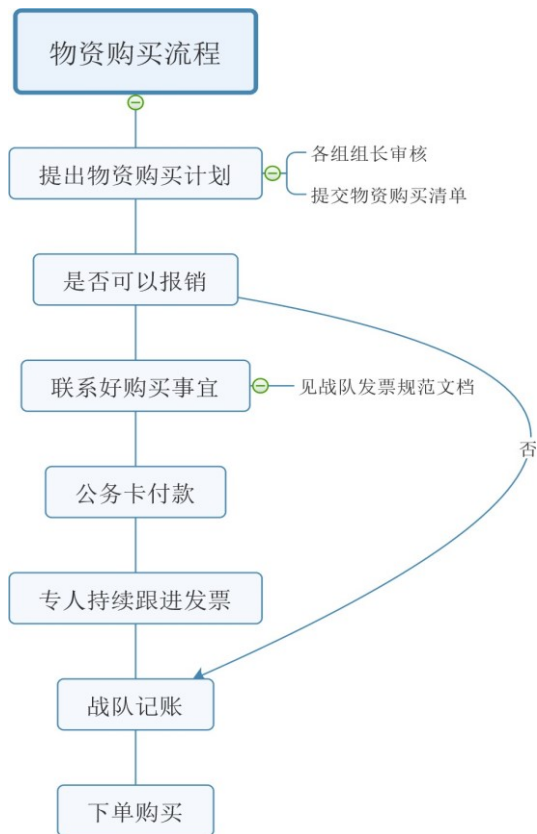 物资购买流程
提出物资购买计划
各组组长审核
提交物资购买清单
是否可以报销
联系好购买事宜
见战队发票规范文档
否
公务卡付款
专人持续跟进发票
战队记账
下单购买